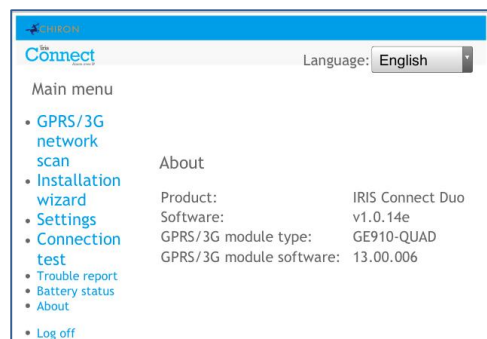 CHIRON
iris
Connect
Language: English
Main menu
• GPRS/3G
network
scan
• Installation
wizard
• Settings
• Connection
test
• Trouble report
• Battery status
• About
• Log off
About
Product: IRIS Connect Duo
Software: v1.0.14e
GPRS/3G module type: GE910-QUAD
GPRS/3G module software: 13.00.006